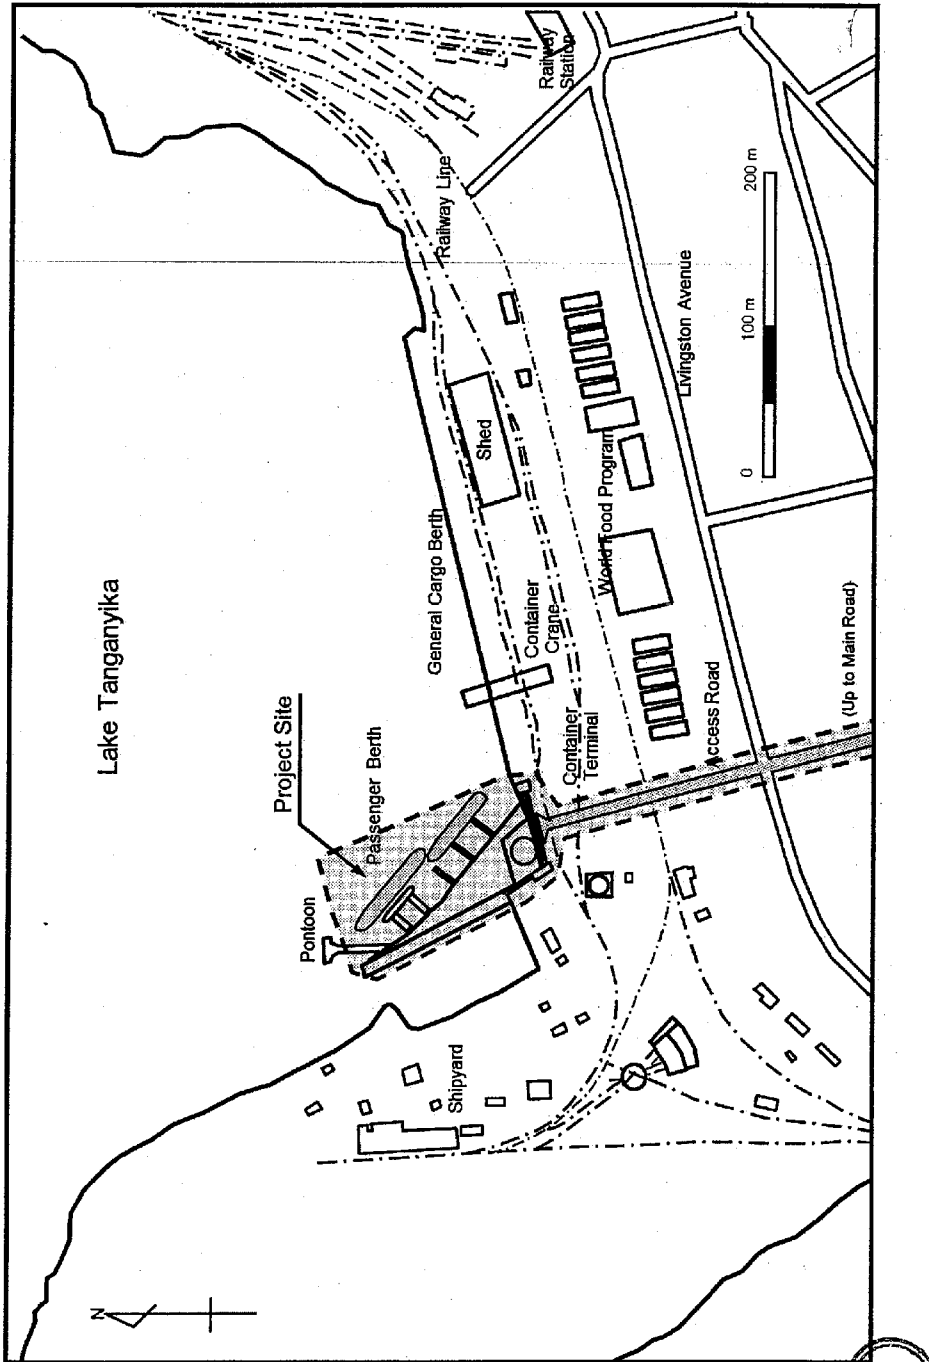 Lake Tanganyika
Project Site
Pontoon
Passenger Berth
General Cargo Berth
Container
Crane
Container
Terminal
Shed
Railway Line
Railway
Station
World Food Program
Livingston Avenue
Access Road
(Up to Main Road)
Shipyard
0
100 m
200 m
N